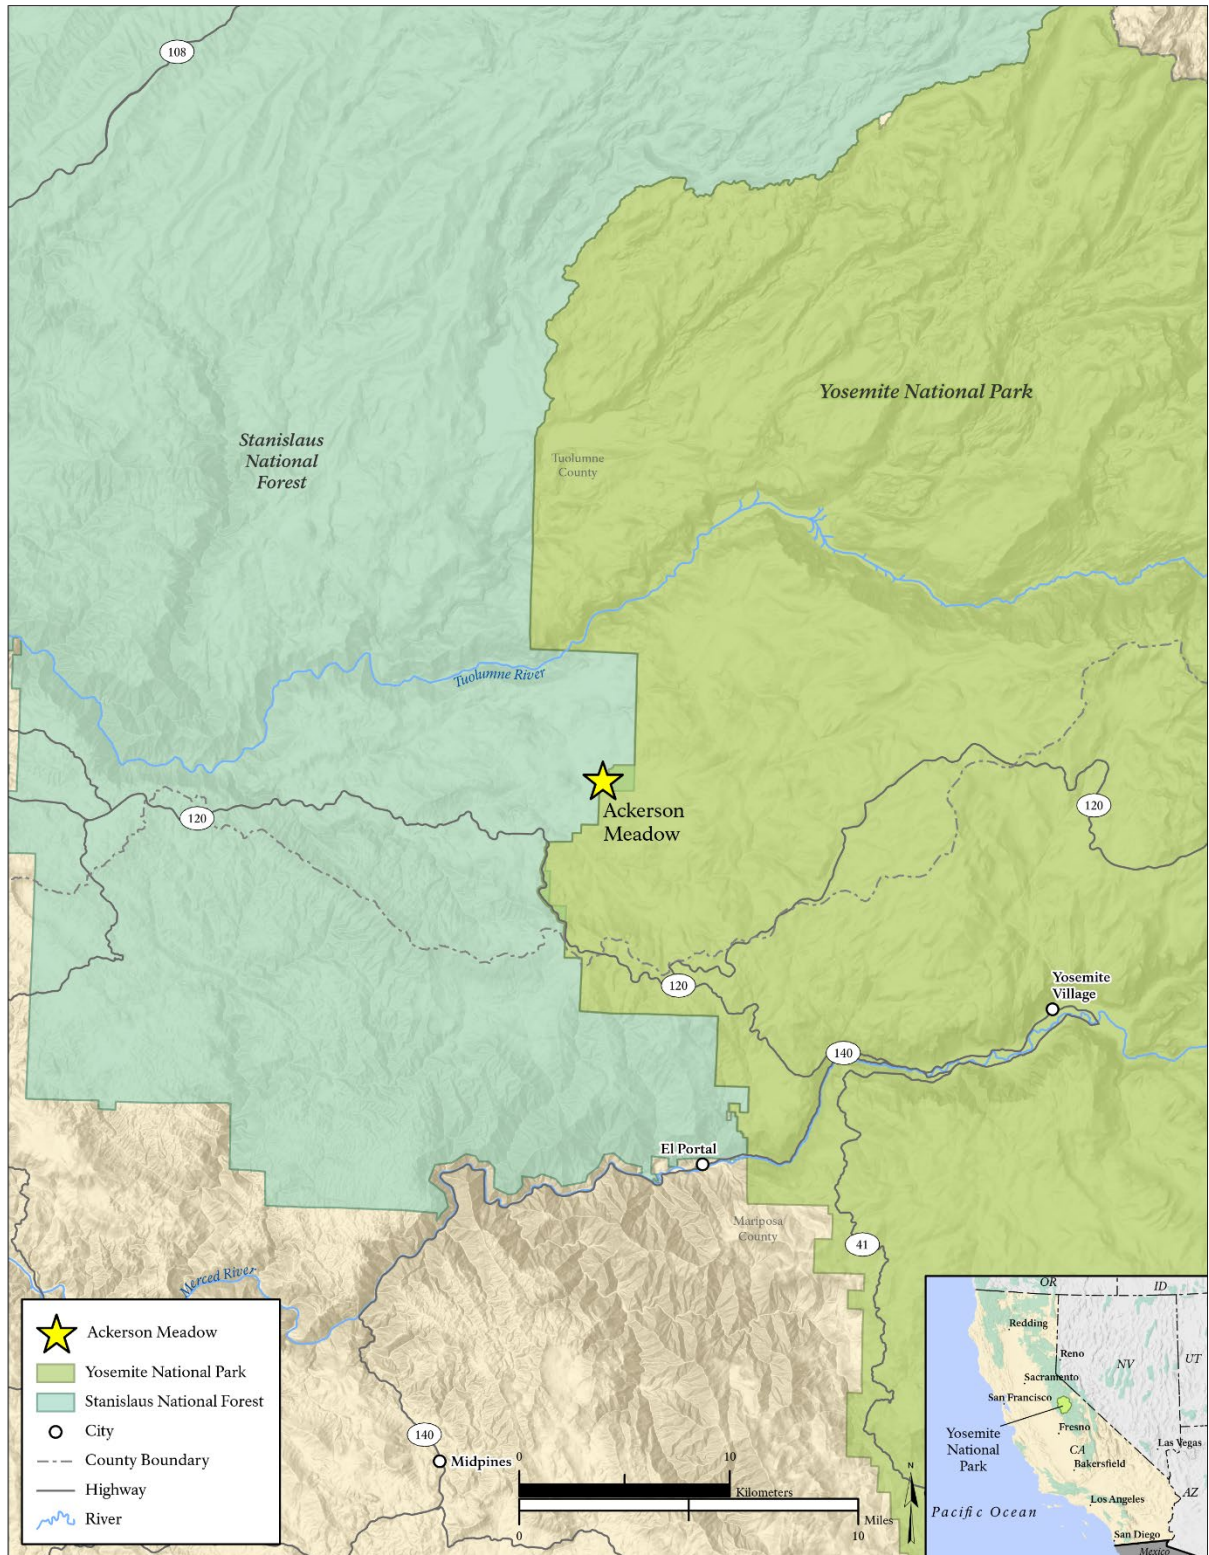 108
Yosemite National Park
Stanislaus
National
Forest
Tuolumne
County
Tuolumne River
Ackerson
Meadow
120
120
120
Yosemite
Village
140
El Portal
Mariposa
County
41
Merced River
140
Midpines
Ackerson Meadow
Yosemite National Park
Stanislaus National Forest
City
County Boundary
Highway
River
0
10
Kilometers
Miles
0
10
N
OR
ID
Redding
Reno
NV
UT
Sacramento
San Francisco
Yosemite
National
Park
Fresno
CA
Las Vegas
Bakersfield
AZ
Los Angeles
Pacific Ocean
San Diego
Mexico